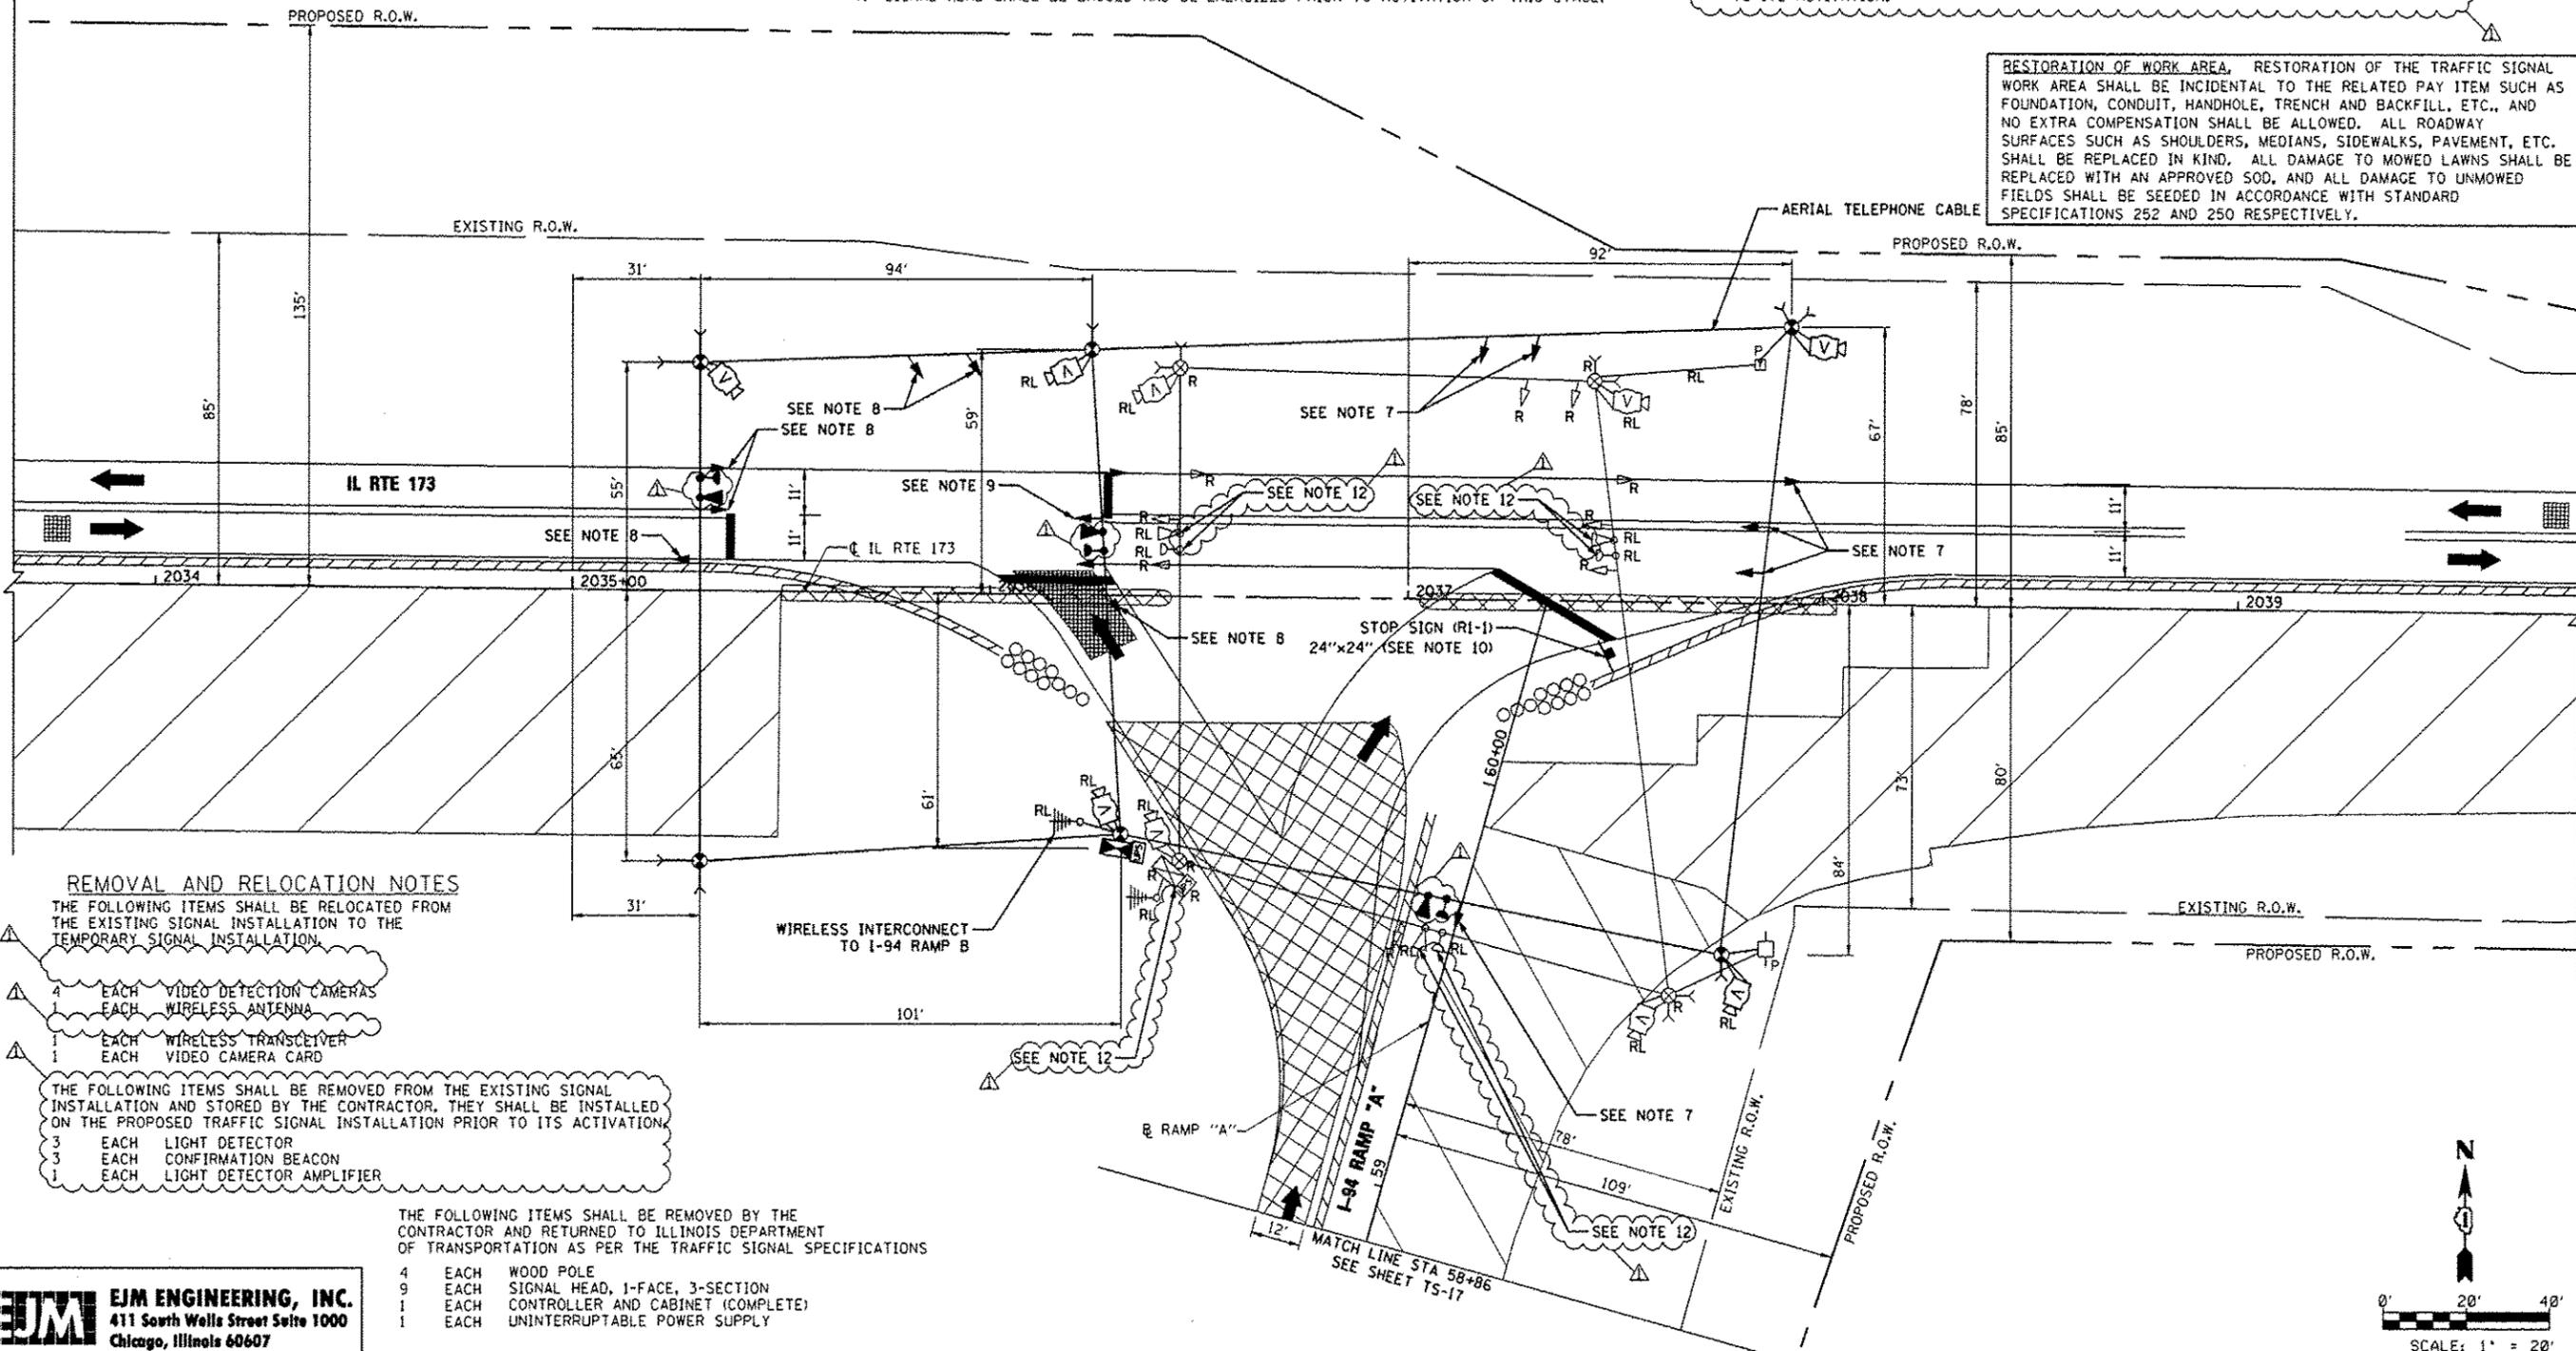 PROPOSED R.O.W.
RESTORATION OF WORK AREA. RESTORATION OF THE TRAFFIC SIGNAL
WORK AREA SHALL BE INCIDENTAL TO THE RELATED PAY ITEM SUCH AS
FOUNDATION, CONDUIT, HANDHOLE, TRENCH AND BACKFILL, ETC., AND
NO EXTRA COMPENSATION SHALL BE ALLOWED. ALL ROADWAY
SURFACES SUCH AS SHOULDERS, MEDIANS, SIDEWALKS, PAVEMENT, ETC.
SHALL BE REPLACED IN KIND. ALL DAMAGE TO MOWED LAWNS SHALL BE
REPLACED WITH AN APPROVED SOD, AND ALL DAMAGE TO UNMOWED
FIELDS SHALL BE SEEDED IN ACCORDANCE WITH STANDARD
SPECIFICATIONS 252 AND 250 RESPECTIVELY.
AERIAL TELEPHONE CABLE
EXISTING R.O.W.
PROPOSED R.O.W.
31'
94'
92'
135'
85'
59'
67'
78'
85'
55'
RL
RL
R
R
P
RL
R
R
RL
V
V
V
SEE NOTE 8
SEE NOTE 8
SEE NOTE 7
IL RTE 173
11'
11'
SEE NOTE 9
SEE NOTE 12
SEE NOTE 12
R
R
R
RL
RL
R
R
RL
RL
R
11'
11'
SEE NOTE 8
SEE NOTE 7
℄ IL RTE 173
2034
2035+00
2037
2038
2039
SEE NOTE 8
STOP SIGN (R1-1)
24"x24" (SEE NOTE 10)
65'
61'
60+00
73'
80'
84'
RL
RL
RL
R
R
R
RL
WIRELESS INTERCONNECT
TO I-94 RAMP B
31'
101'
SEE NOTE 12
RL
P
R
RL
RL
EXISTING R.O.W.
PROPOSED R.O.W.
REMOVAL AND RELOCATION NOTES
THE FOLLOWING ITEMS SHALL BE RELOCATED FROM
THE EXISTING SIGNAL INSTALLATION TO THE
TEMPORARY SIGNAL INSTALLATION.
4 EACH VIDEO DETECTION CAMERAS
1 EACH WIRELESS ANTENNA
1 EACH WIRELESS TRANSCEIVER
1 EACH VIDEO CAMERA CARD
THE FOLLOWING ITEMS SHALL BE REMOVED FROM THE EXISTING SIGNAL
INSTALLATION AND STORED BY THE CONTRACTOR. THEY SHALL BE INSTALLED
ON THE PROPOSED TRAFFIC SIGNAL INSTALLATION PRIOR TO ITS ACTIVATION
3 EACH LIGHT DETECTOR
3 EACH CONFIRMATION BEACON
1 EACH LIGHT DETECTOR AMPLIFIER
THE FOLLOWING ITEMS SHALL BE REMOVED BY THE
CONTRACTOR AND RETURNED TO ILLINOIS DEPARTMENT
OF TRANSPORTATION AS PER THE TRAFFIC SIGNAL SPECIFICATIONS
4 EACH WOOD POLE
9 EACH SIGNAL HEAD, 1-FACE, 3-SECTION
1 EACH CONTROLLER AND CABINET (COMPLETE)
1 EACH UNINTERRUPTABLE POWER SUPPLY
SEE NOTE 7
RAMP "A"
I-94 RAMP "A"
59
78'
109'
EXISTING R.O.W.
PROPOSED R.O.W.
SEE NOTE 12
12'
MATCH LINE STA 58+86
SEE SHEET TS-17
EJM
EJM ENGINEERING, INC.
411 South Wells Street Suite 1000
Chicago, Illinois 60607
N
0' 20' 40'
SCALE: 1" = 20'